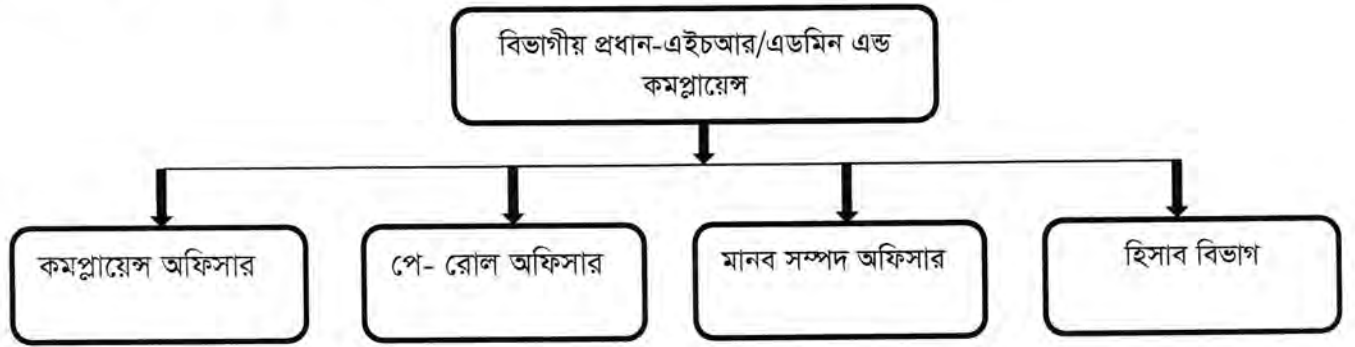 বিভাগীয় প্রধান-এইচআর/এডমিন এন্ড
কমপ্লায়েন্স
কমপ্লায়েন্স অফিসার
পে- রোল অফিসার
মানব সম্পদ অফিসার
হিসাব বিভাগ